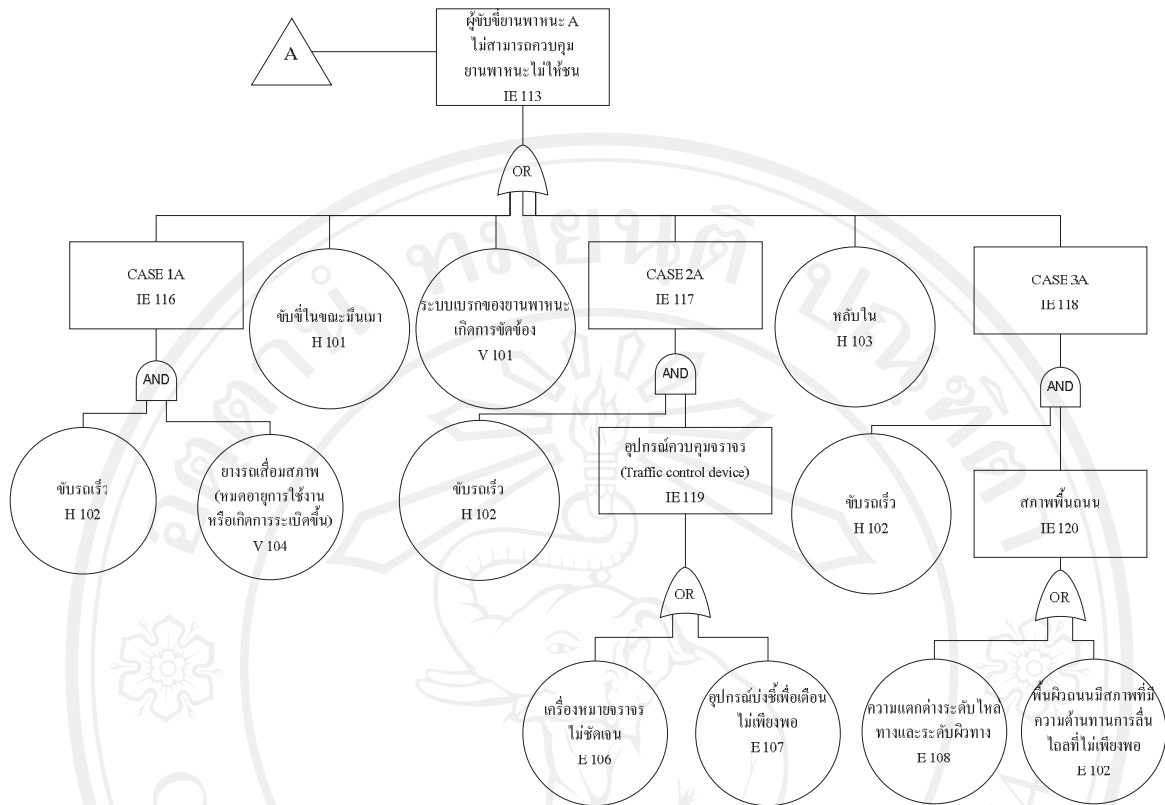 A
ผู้ขับขี่ยานพาหนะ A
ไม่สามารถควบคุม
ยานพาหนะไม่ให้ชน
IE 113
OR
CASE 1A
IE 116
ขับขี่ในขณะมึนเมา
H 101
ระบบเบรกของยานพาหนะ
เกิดการขัดข้อง
V 101
CASE 2A
IE 117
หลับใน
H 103
CASE 3A
IE 118
AND
ขับรถเร็ว
H 102
ยางรถเสื่อมสภาพ
(หมดอายุการใช้งาน
หรือเกิดการระเบิดขึ้น)
V 104
AND
ขับรถเร็ว
H 102
อุปกรณ์ควบคุมจราจร
(Traffic control device)
IE 119
AND
ขับรถเร็ว
H 102
สภาพพื้นถนน
IE 120
OR
เครื่องหมายจราจร
ไม่ชัดเจน
E 106
อุปกรณ์บ่งชี้เพื่อเตือน
ไม่เพียงพอ
E 107
OR
ความแตกต่างระดับไหล่
ทางและระดับผิวทาง
E 108
พื้นผิวถนนมีสภาพที่มี
ความต้านทานการลื่น
ไถลที่ไม่เพียงพอ
E 102